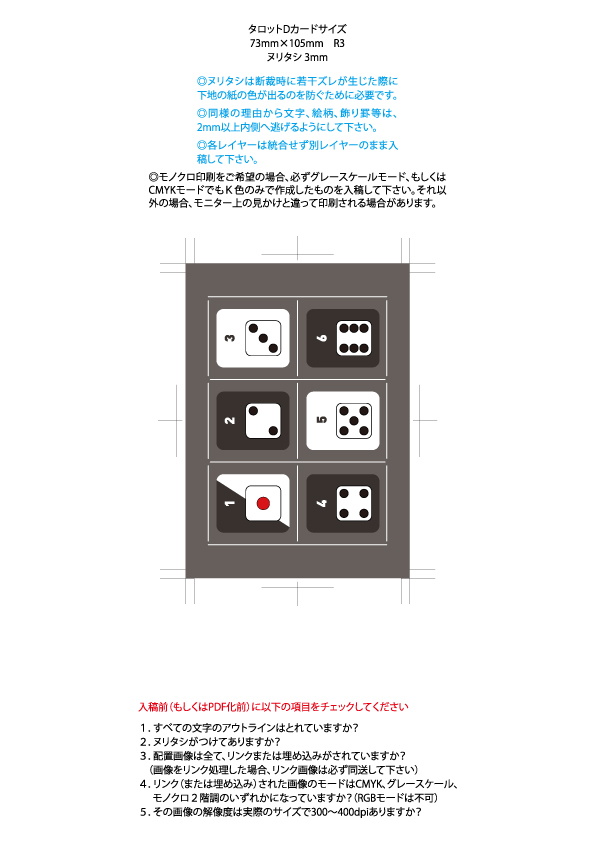 タロットDカードサイズ
73mm×105mm　R3
ヌリタシ 3mm
◎ヌリタシは断裁時に若干ズレが生じた際に
下地の紙の色が出るのを防ぐために必要です。
◎同様の理由から文字、絵柄、飾り罫等は、
2mm以上内側へ逃げるようにして下さい。
◎各レイヤーは統合せず別レイヤーのまま入
稿して下さい。
◎モノクロ印刷をご希望の場合、必ずグレースケールモード、もしくは
CMYKモードでもK色のみで作成したものを入稿して下さい。それ以
外の場合、モニター上の見かけと違って印刷される場合があります。
3
6
2
5
1
4
入稿前（もしくはPDF化前）に以下の項目をチェックしてください
１．すべての文字のアウトラインはとれていますか？
２．ヌリタシがつけてありますか？
３．配置画像は全て、リンクまたは埋め込みがされていますか？
（画像をリンク処理した場合、リンク画像は必ず同送して下さい）
４．リンク（または埋め込み）された画像のモードはCMYK、グレースケール、
モノクロ２階調のいずれかになっていますか？（RGBモードは不可）
５．その画像の解像度は実際のサイズで300〜400dpiありますか？